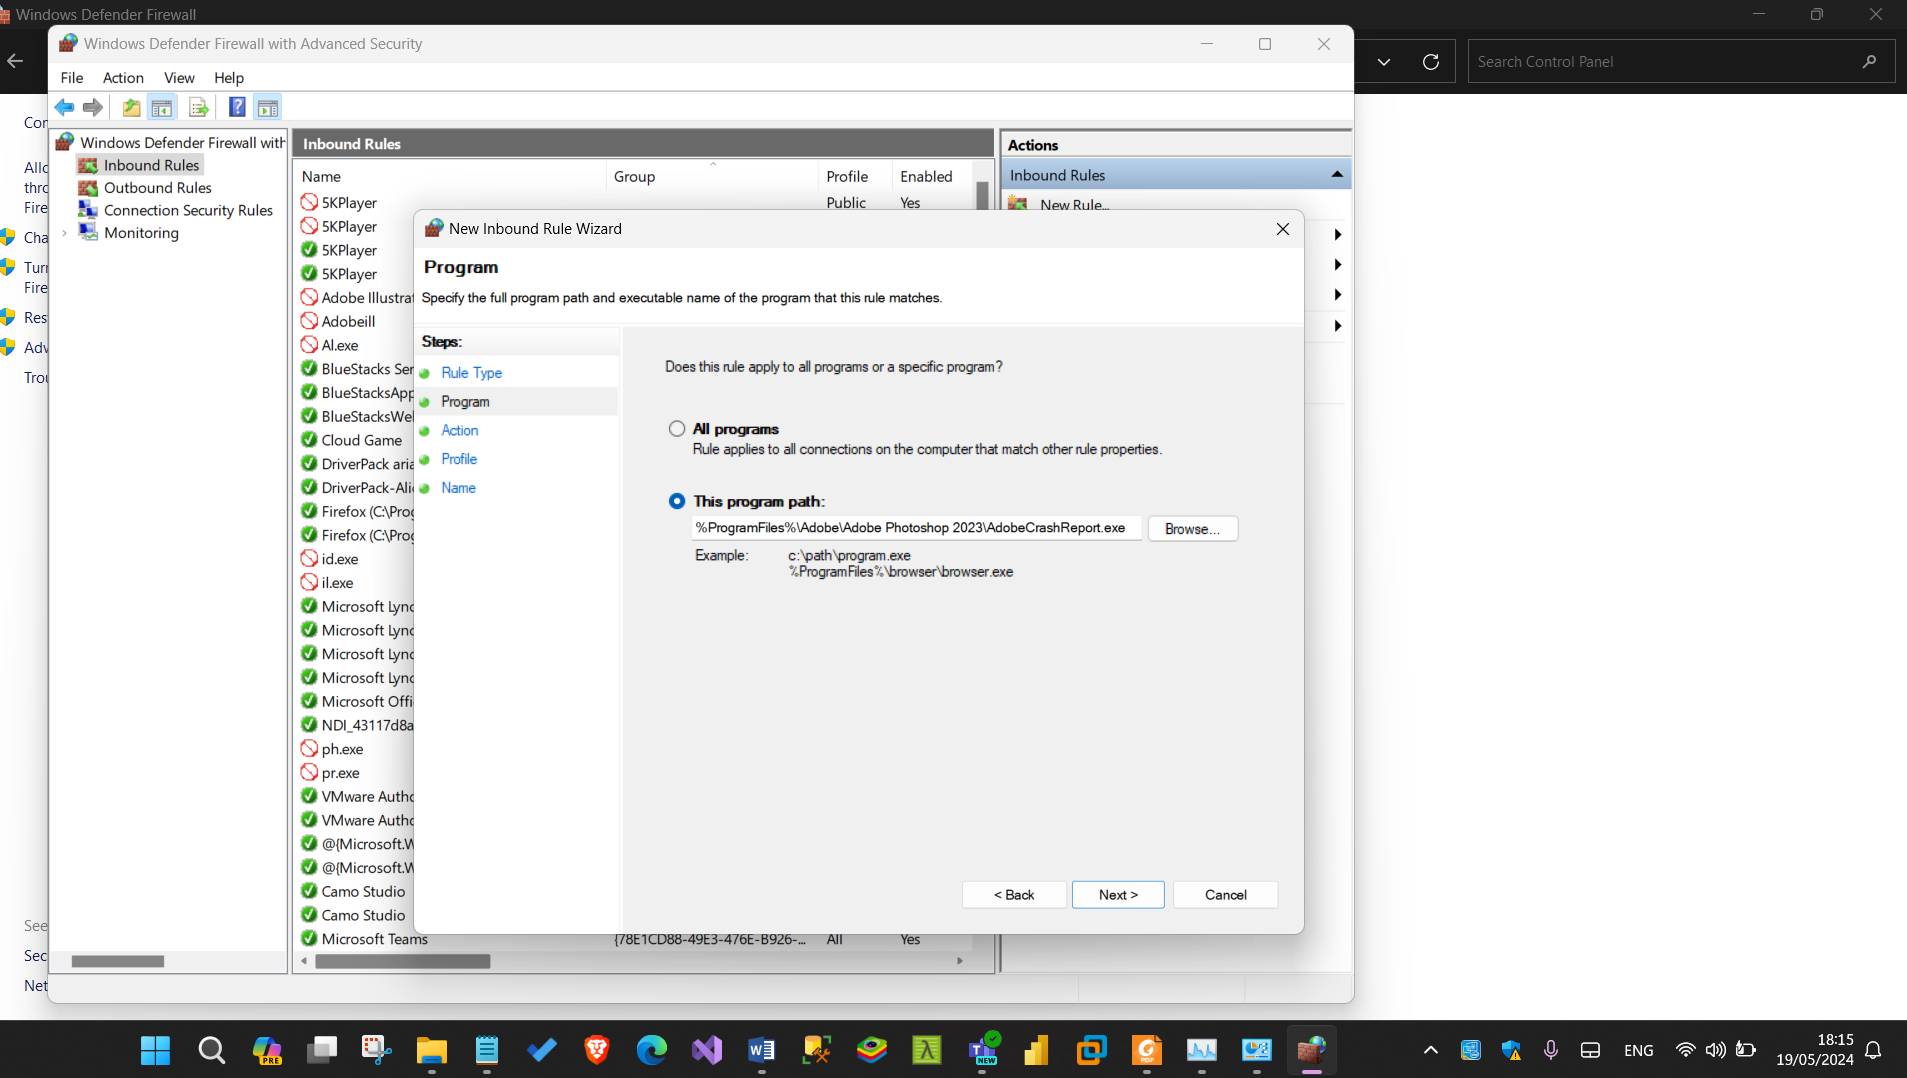 Windows Defender Firewall
Windows Defender Firewall with Advanced Security
Search Control Panel
File Action View Help
Windows Defender Firewall with
Inbound Rules
Outbound Rules
Connection Security Rules
Monitoring
Inbound Rules
Name Group Profile Enabled
5KPlayer Public Yes
5KPlayer
5KPlayer
5KPlayer
Adobe Illustrat
Adobeill
AI.exe
BlueStacks Ser
BlueStacksApp
BlueStacksWel
Cloud Game
DriverPack aria
DriverPack-Ali
Firefox (C:\Prog
Firefox (C:\Prog
id.exe
il.exe
Microsoft Lync
Microsoft Lync
Microsoft Lync
Microsoft Lync
Microsoft Offi
NDI_43117d8a
ph.exe
pr.exe
VMware Autho
VMware Autho
@{Microsoft.W
@{Microsoft.W
Camo Studio
Camo Studio
Microsoft Teams {78E1CD88-49E3-476E-B926-... All Yes
Actions
Inbound Rules
New Rule...
New Inbound Rule Wizard
Program
Specify the full program path and executable name of the program that this rule matches.
Steps:
Rule Type
Program
Action
Profile
Name
Does this rule apply to all programs or a specific program?
All programs
Rule applies to all connections on the computer that match other rule properties.
This program path:
%ProgramFiles%\Adobe\Adobe Photoshop 2023\AdobeCrashReport.exe Browse...
Example: c:\path\program.exe
%ProgramFiles%\browser\browser.exe
< Back Next > Cancel
Con
Allo
thro
Fire
Cha
Turn
Fire
Res
Adv
Trou
See
Sec
Net
PRE
NEW
PDF
ENG
18:15
19/05/2024